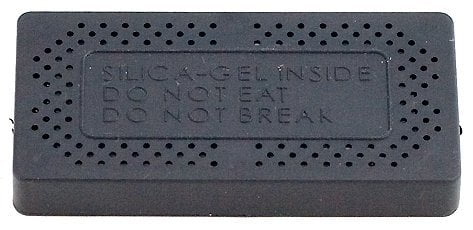 SILICA-GEL INSIDE
DO NOT EAT
DO NOT BREAK